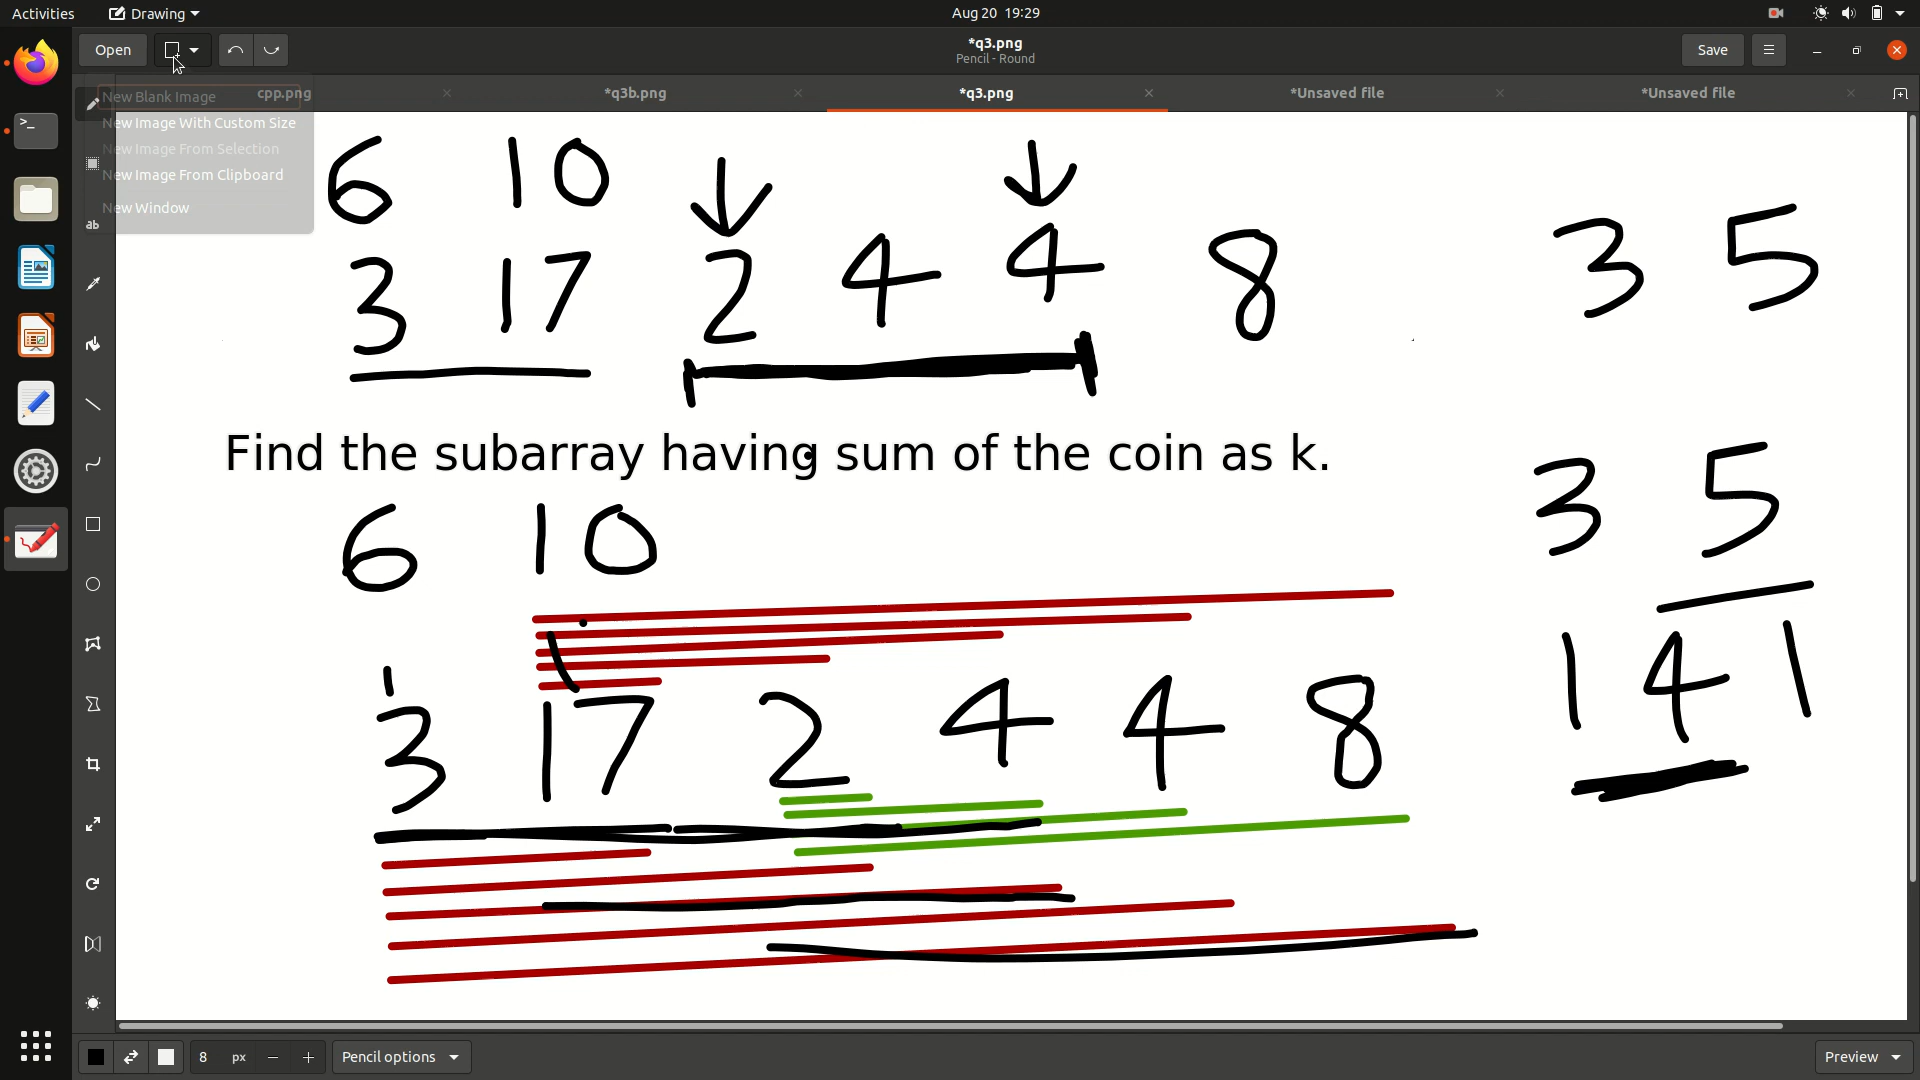 Activities Drawing Aug 20 19:29
Open *q3.png Save
Pencil - Round
cpp.png *q3b.png *q3.png *Unsaved file *Unsaved file
New Blank Image
New Image With Custom Size
New Image From Selection
New Image From Clipboard
New Window
ab
6 10
3 17 2 4 4 8 3 5
Find the subarray having sum of the coin as k.
3 5
6 10
1 4 1
3 17 2 4 4 8
8 px Pencil options Preview